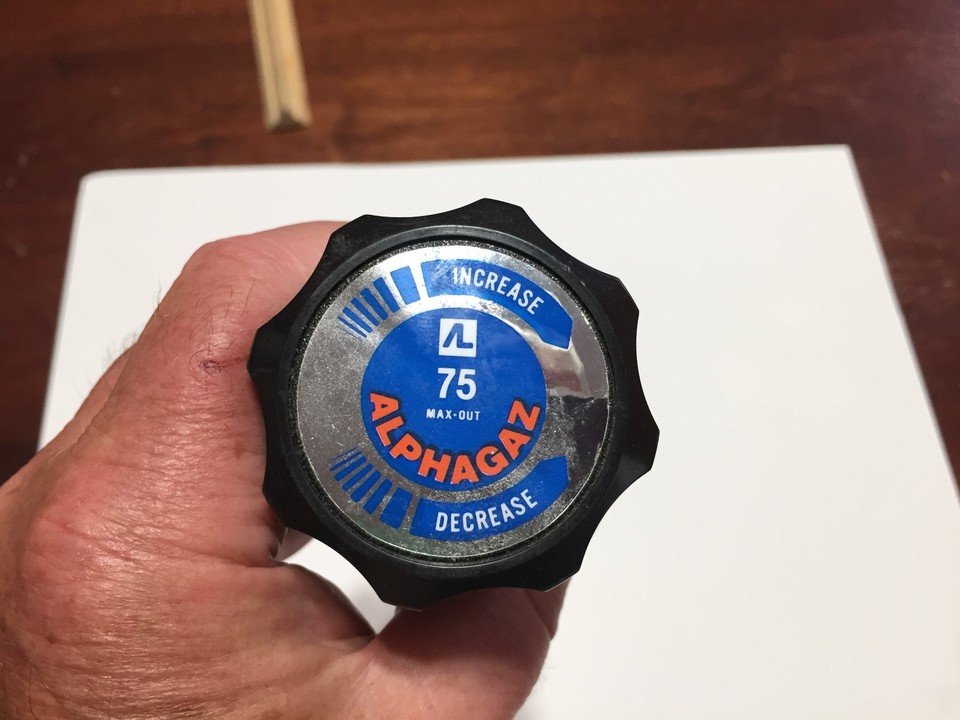 INCREASE
AL
75
MAX-OUT
ALPHAGAZ
DECREASE